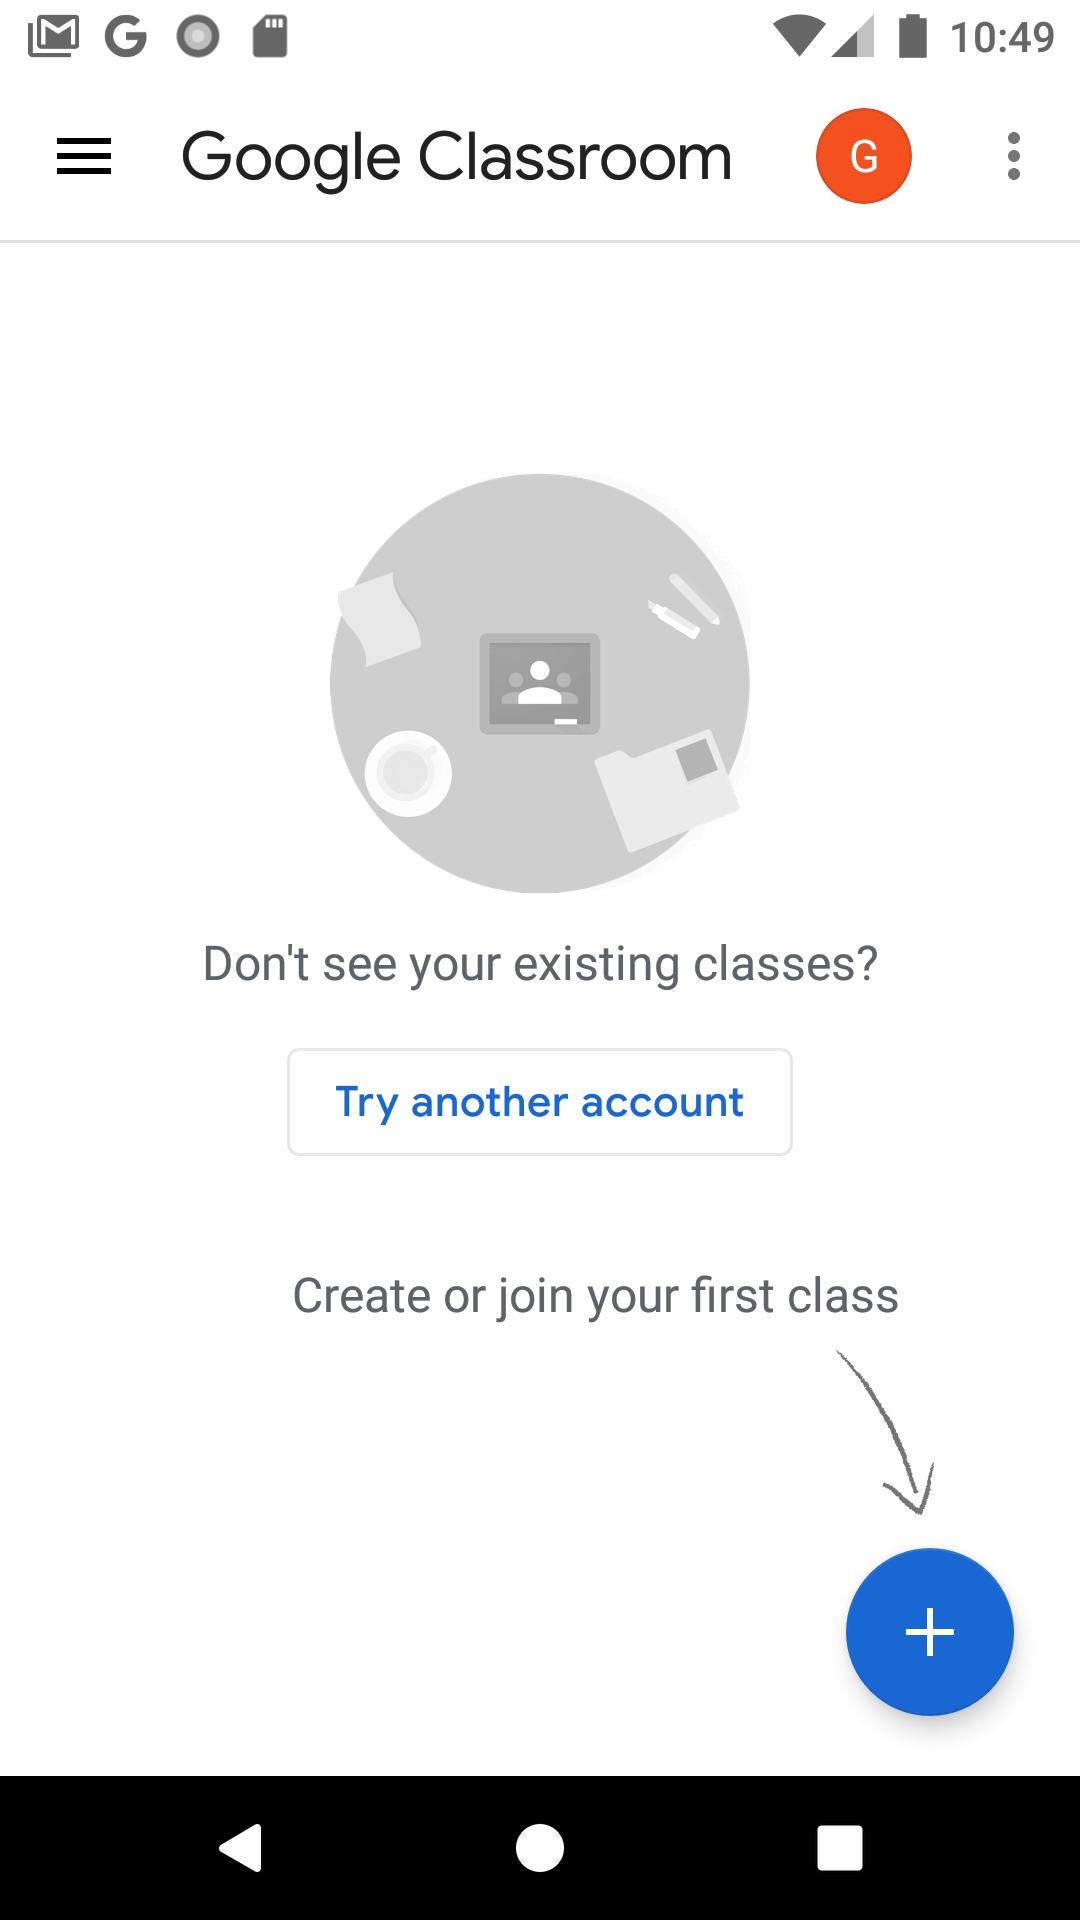 10:49
Google Classroom
G
Don't see your existing classes?
Try another account
Create or join your first class